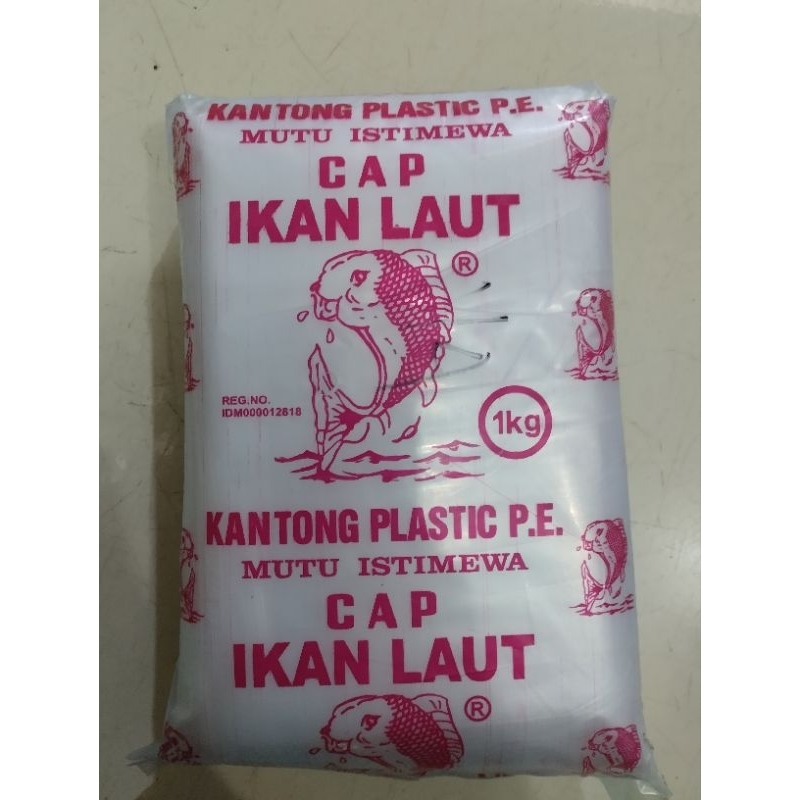 KANTONG PLASTIC P.E.
MUTU ISTIMEWA
CAP
IKAN LAUT
®
REG.NO.
IDM000012818
1kg
KANTONG PLASTIC P.E.
MUTU ISTIMEWA
CAP
IKAN LAUT
®